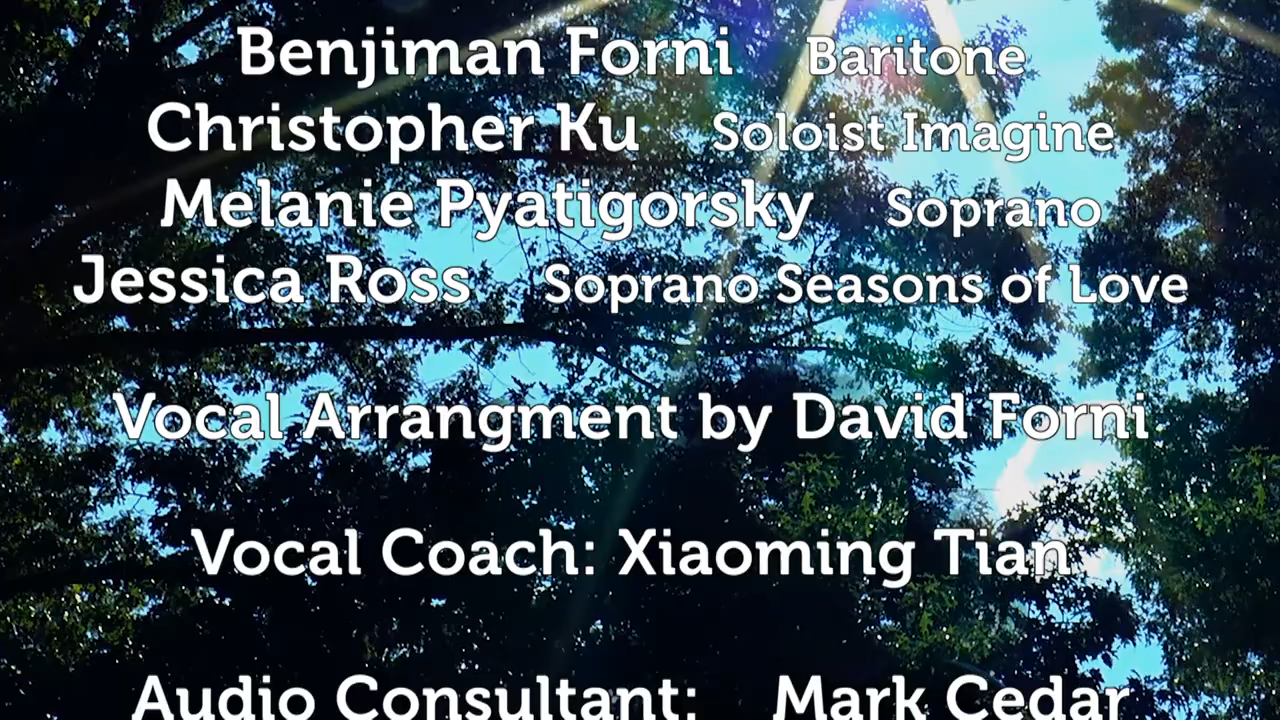 Benjiman Forni Baritone
Christopher Ku Soloist Imagine
Melanie Pyatigorsky Soprano
Jessica Ross Soprano Seasons of Love
Vocal Arrangment by David Forni
Vocal Coach: Xiaoming Tian
Audio Consultant: Mark Cedar